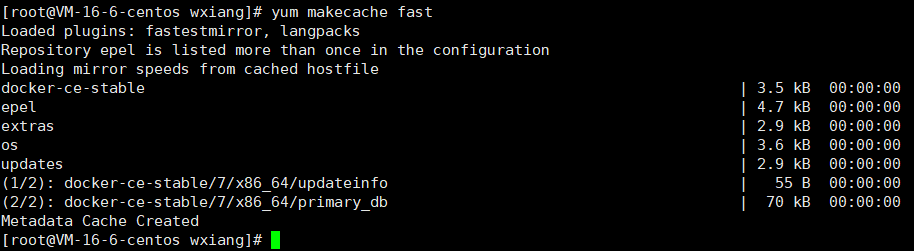 [root@VM-16-6-centos wxiang]# yum makecache fast
Loaded plugins: fastestmirror, langpacks
Repository epel is listed more than once in the configuration
Loading mirror speeds from cached hostfile
docker-ce-stable | 3.5 kB 00:00:00
epel | 4.7 kB 00:00:00
extras | 2.9 kB 00:00:00
os | 3.6 kB 00:00:00
updates | 2.9 kB 00:00:00
(1/2): docker-ce-stable/7/x86_64/updateinfo | 55 B 00:00:00
(2/2): docker-ce-stable/7/x86_64/primary_db | 70 kB 00:00:00
Metadata Cache Created
[root@VM-16-6-centos wxiang]#